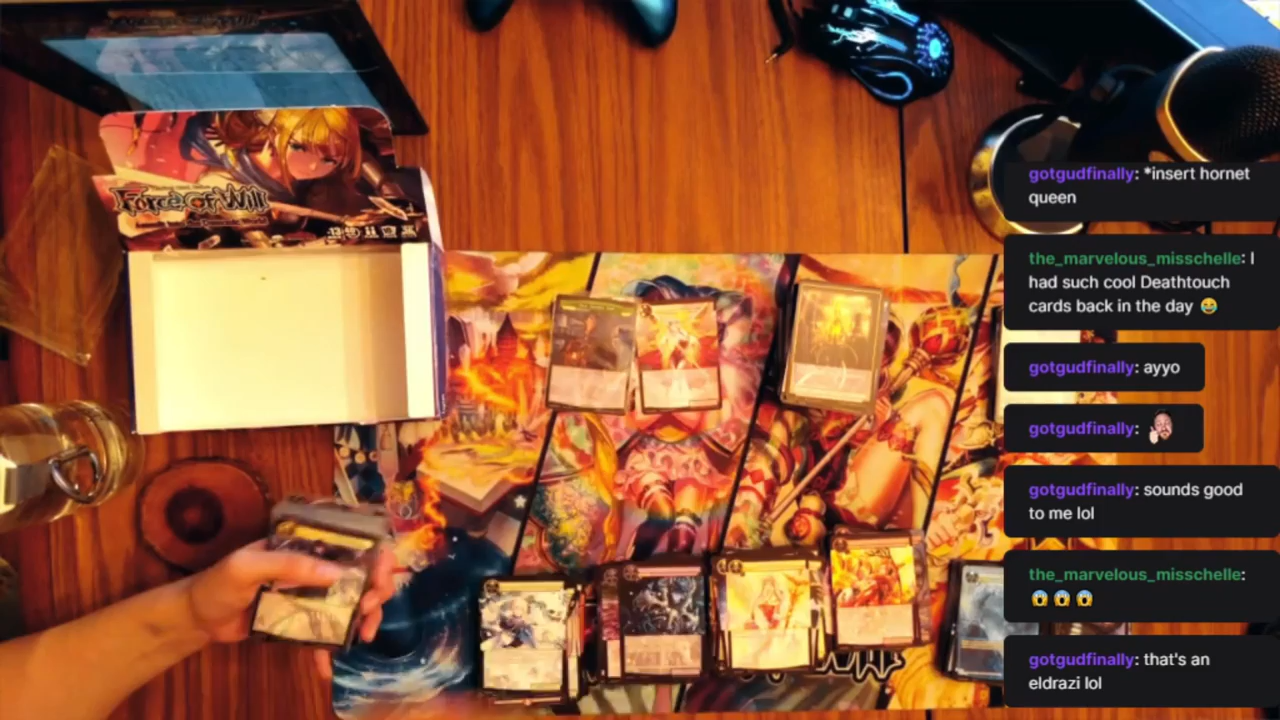 Force of Will
gotgudfinally: *insert hornet
queen
the_marvelous_misschelle: I
had such cool Deathtouch
cards back in the day 😂
gotgudfinally: ayyo
gotgudfinally:
gotgudfinally: sounds good
to me lol
the_marvelous_misschelle:
😱 😱 😱
gotgudfinally: that's an
eldrazi lol